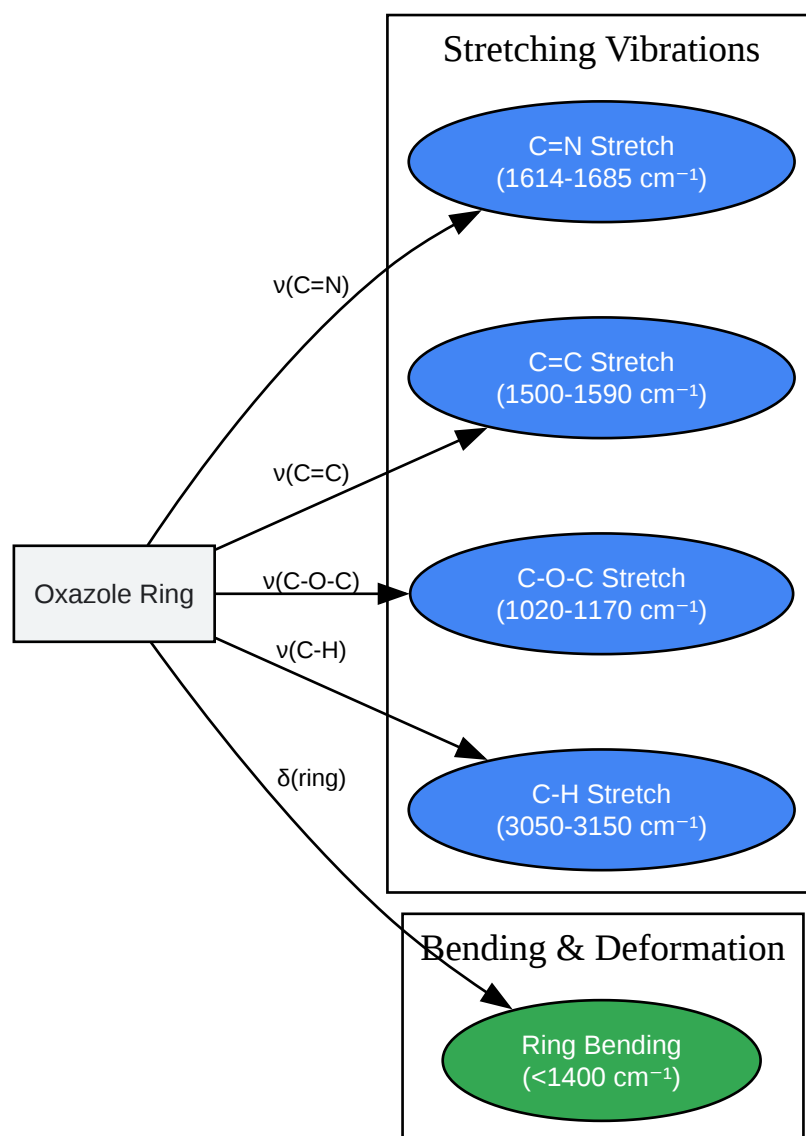 Stretching Vibrations
C=N Stretch
(1614-1685 cm⁻¹)
ν(C=N)
C=C Stretch
(1500-1590 cm⁻¹)
ν(C=C)
Oxazole Ring
ν(C-O-C)
C-O-C Stretch
(1020-1170 cm⁻¹)
ν(C-H)
C-H Stretch
(3050-3150 cm⁻¹)
δ(ring)
Bending & Deformation
Ring Bending
(<1400 cm⁻¹)